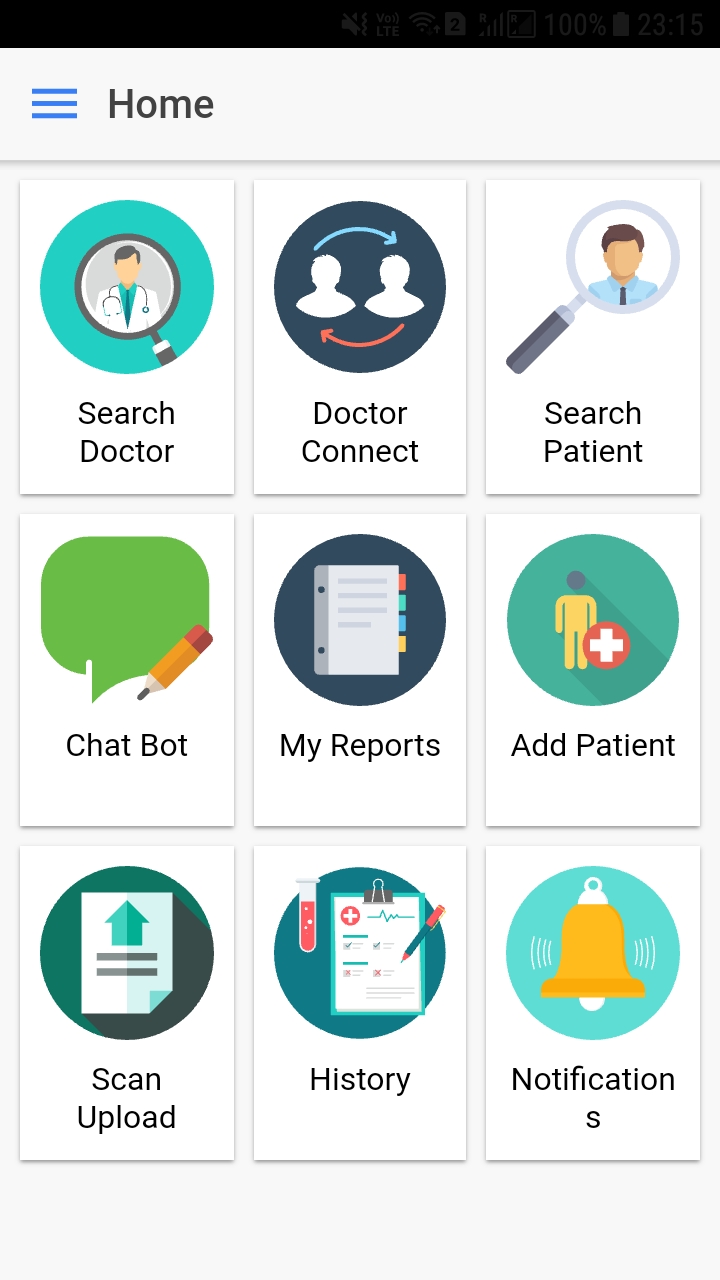 Vo) 2 R R 100% 23:15
LTE
Home
Search
Doctor
Doctor
Connect
Search
Patient
Chat Bot
My Reports
Add Patient
Scan
Upload
History
Notification
s